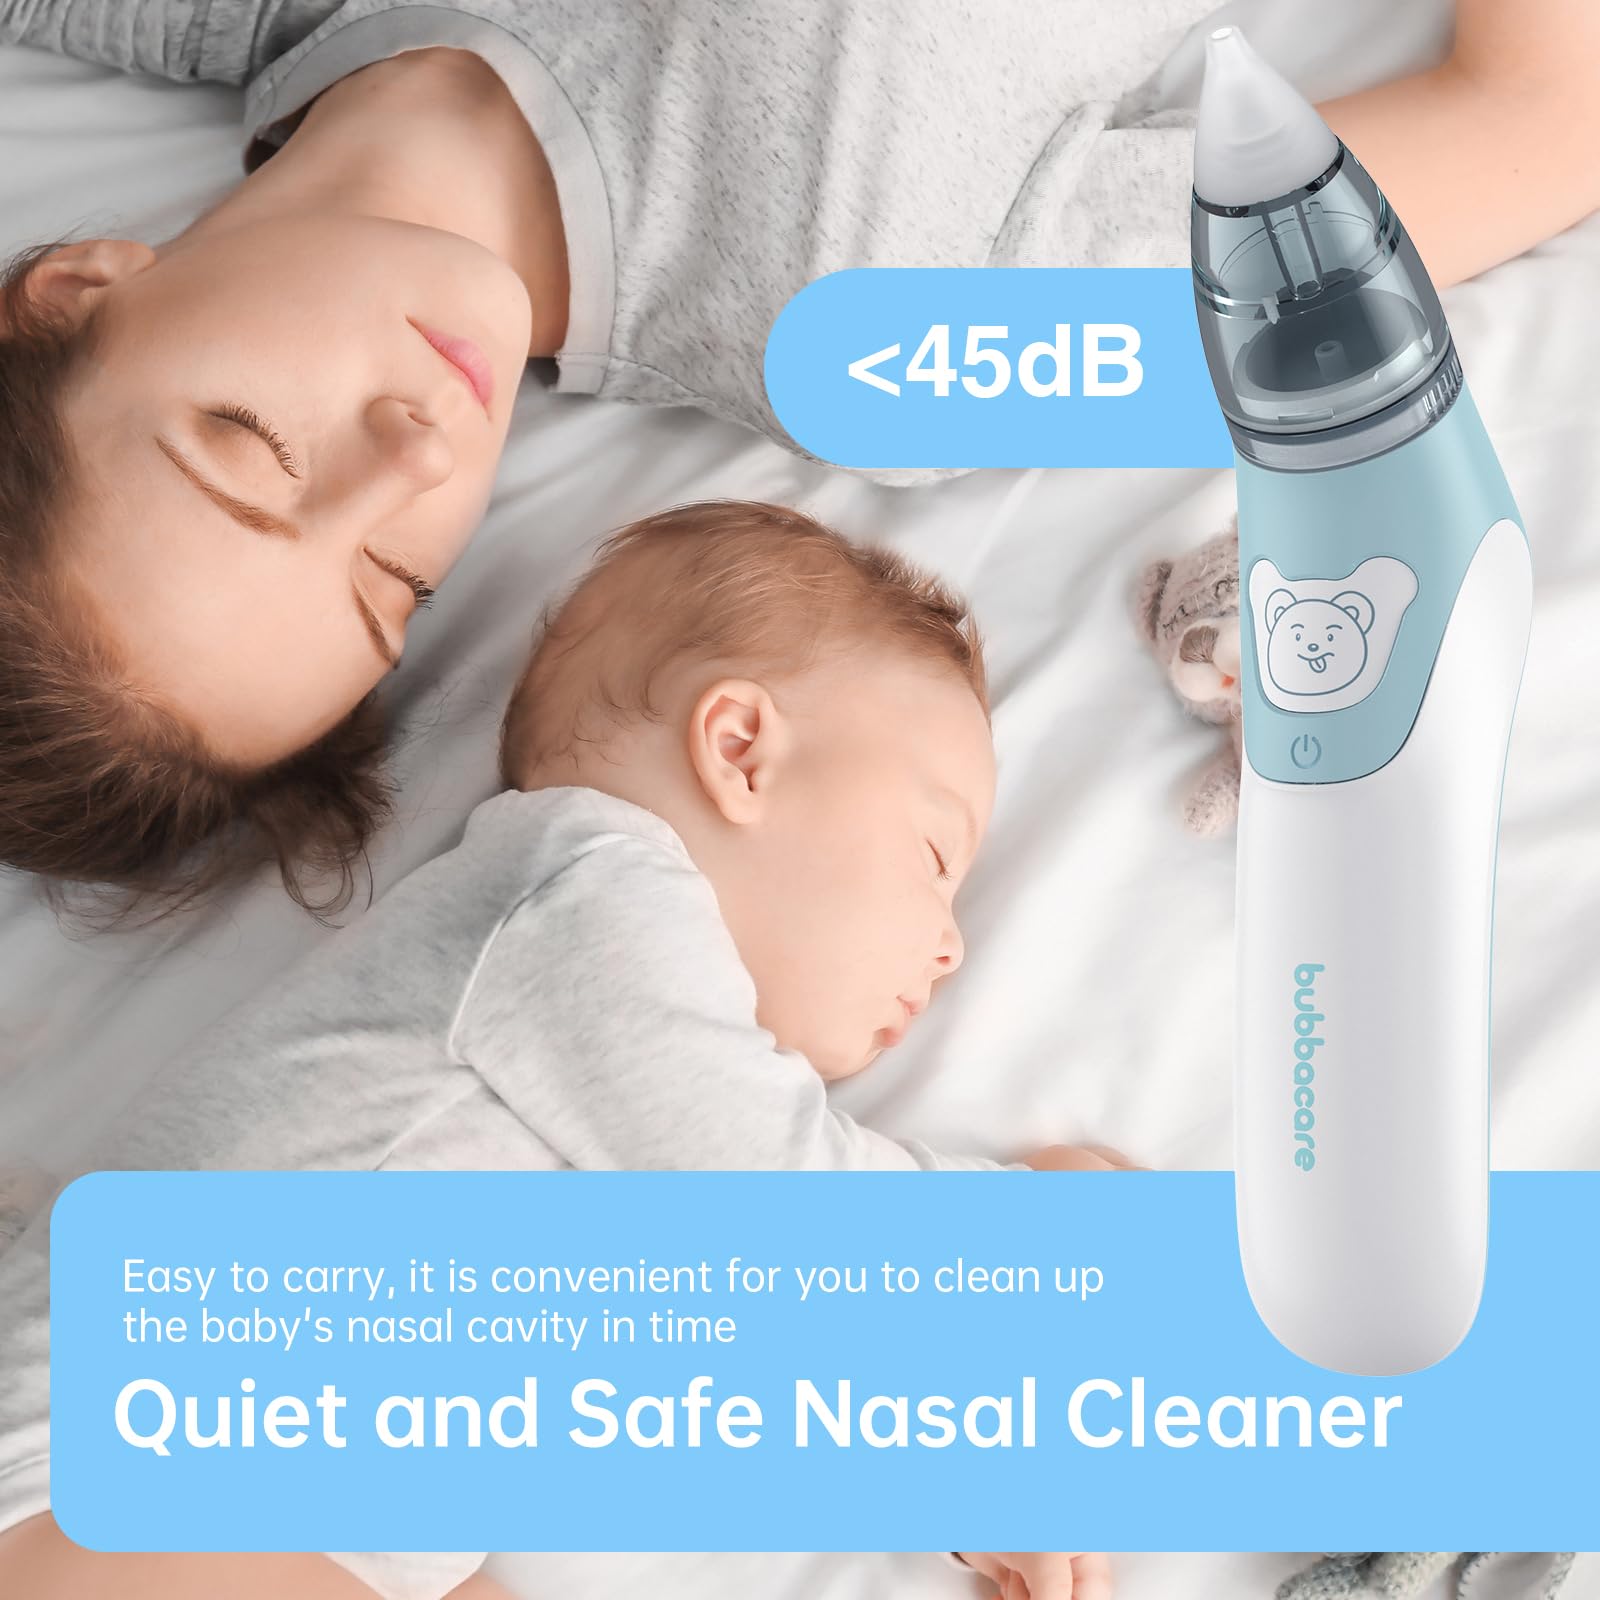 <45dB
bubbacare
Easy to carry, it is convenient for you to clean up
the baby's nasal cavity in time
Quiet and Safe Nasal Cleaner